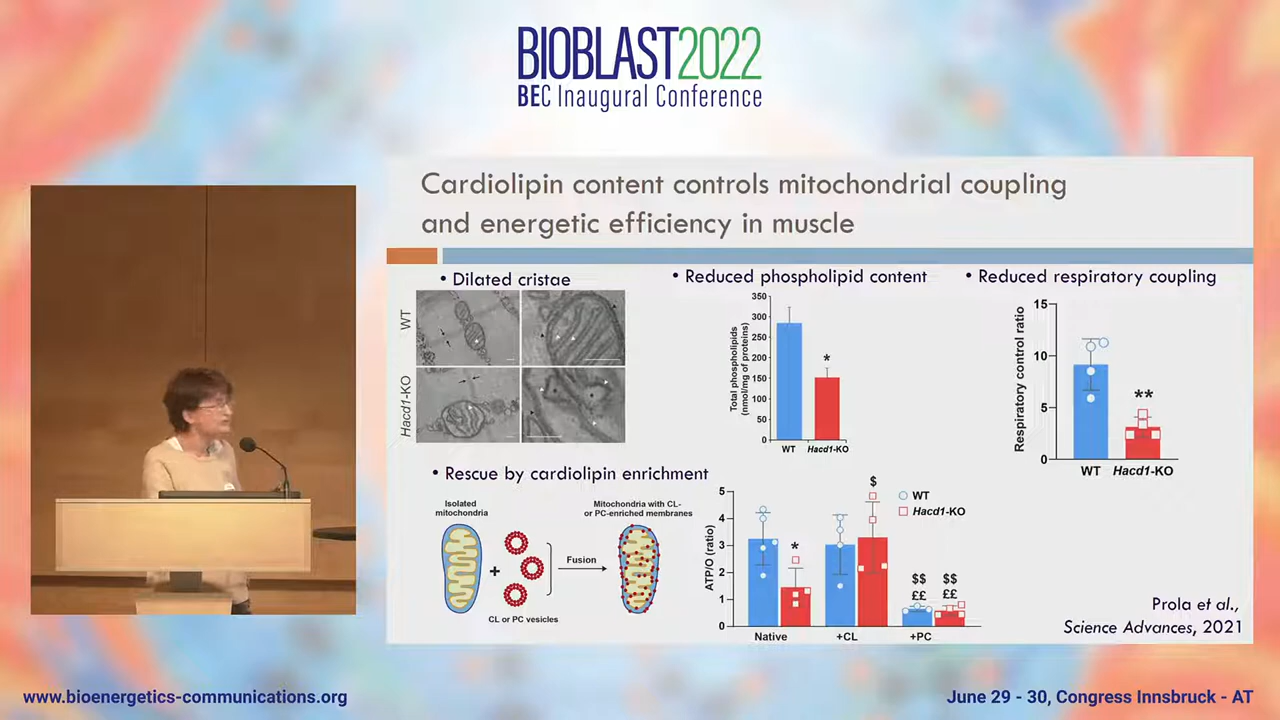 BIOBLAST2022
BEC Inaugural Conference
Cardiolipin content controls mitochondrial coupling
and energetic efficiency in muscle
• Dilated cristae
WT
Hacd1-KO
• Reduced phospholipid content
Total phospholipids
(nmol/mg of proteins)
350
300
250
200
150
100
50
0
*
WT
Hacd1-KO
• Reduced respiratory coupling
Respiratory control ratio
15
10
5
0
**
WT
Hacd1-KO
• Rescue by cardiolipin enrichment
Isolated
mitochondria
+
CL or PC vesicles
Fusion
Mitochondria with CL-
or PC-enriched membranes
ATP/O (ratio)
5
4
3
2
1
0
*
$
$$
££
$$
££
WT
Hacd1-KO
Native
+CL
+PC
Prola et al.,
Science Advances, 2021
www.bioenergetics-communications.org
June 29 - 30, Congress Innsbruck - AT